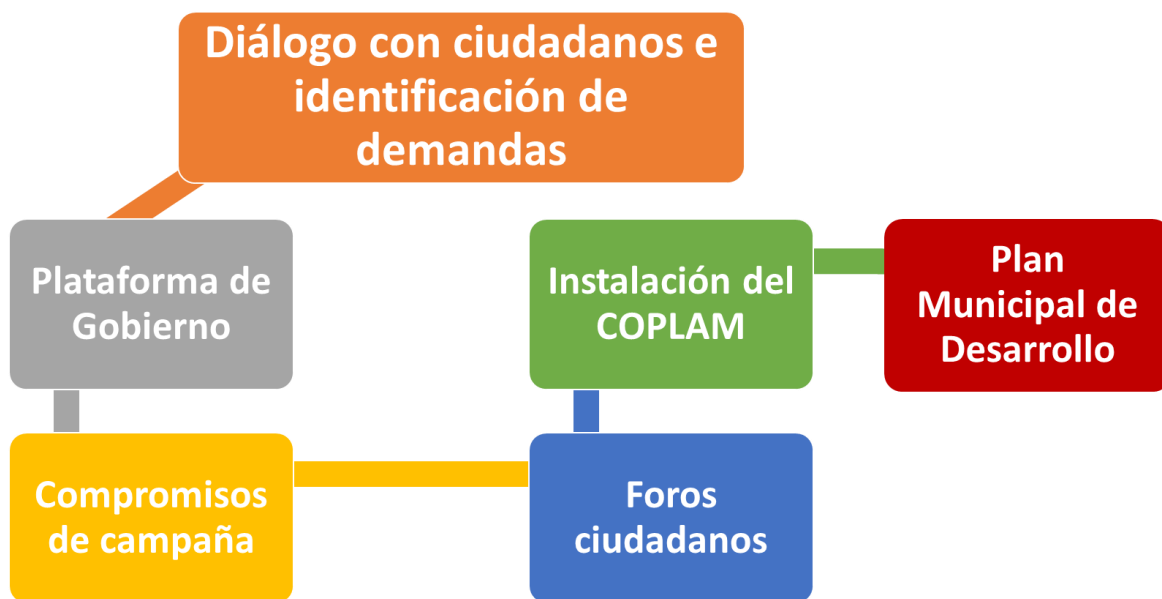 Diálogo con ciudadanos e
identificación de
demandas
Plataforma de
Gobierno
Compromisos
de campaña
Foros
ciudadanos
Instalación del
COPLAM
Plan
Municipal de
Desarrollo